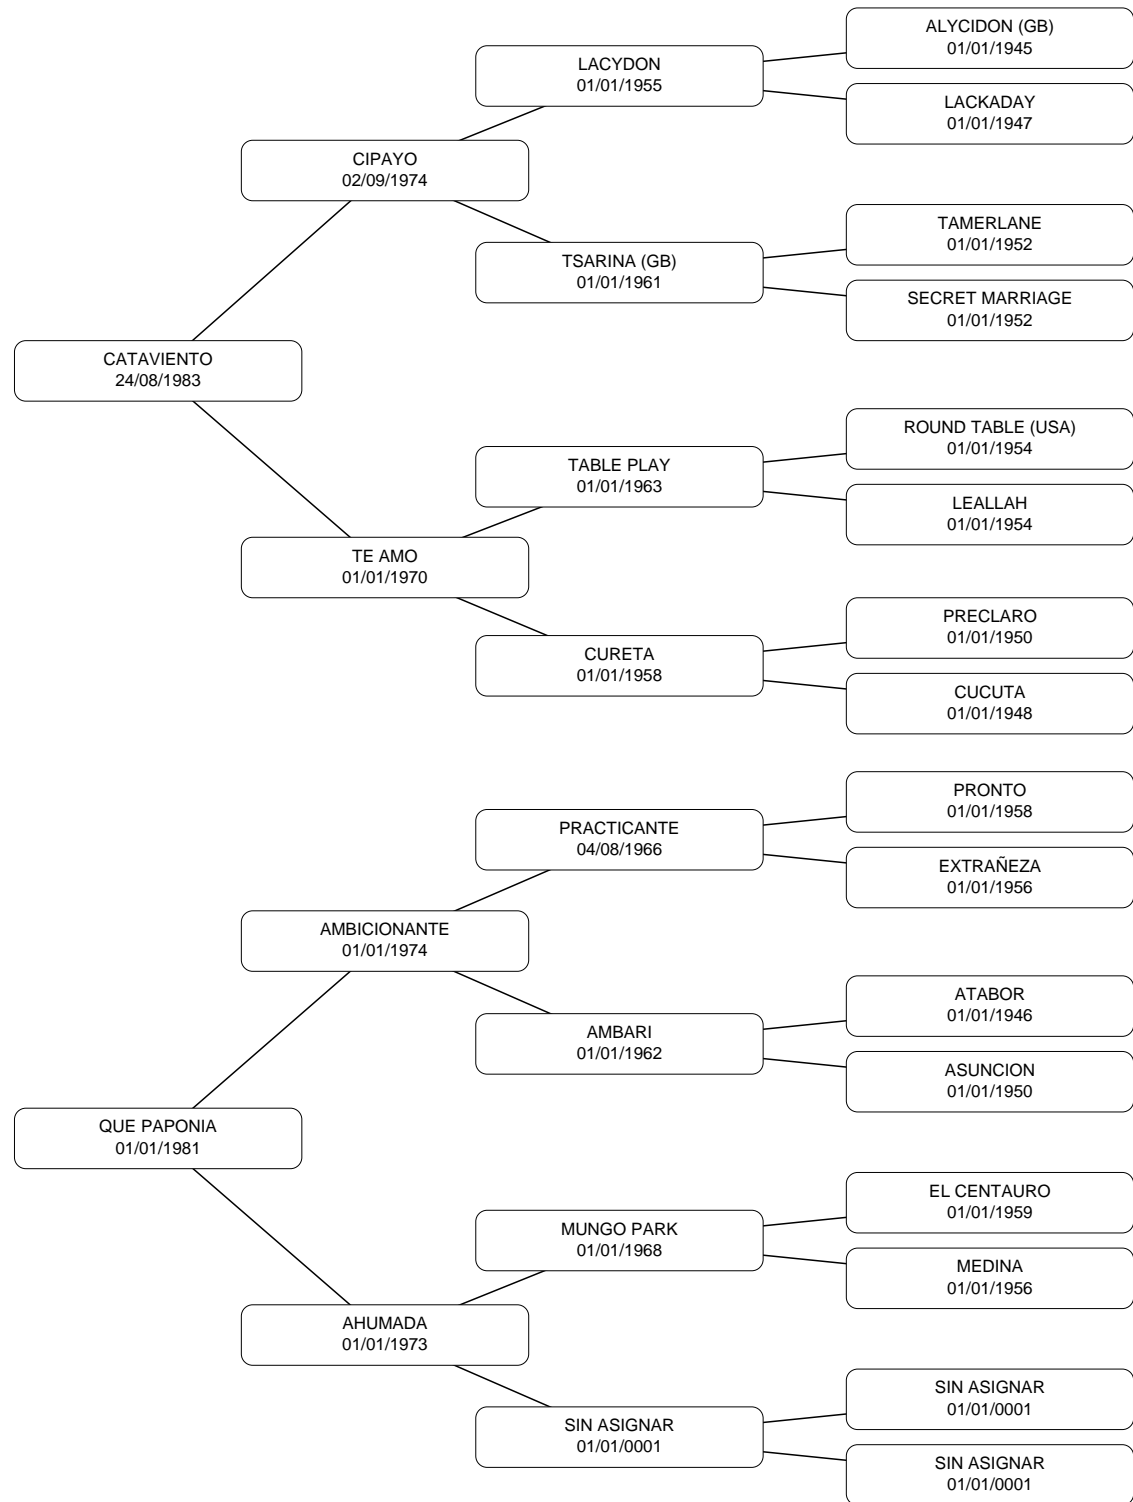 ALYCIDON (GB)
01/01/1945
LACYDON
01/01/1955
LACKADAY
01/01/1947
CIPAYO
02/09/1974
TAMERLANE
01/01/1952
TSARINA (GB)
01/01/1961
SECRET MARRIAGE
01/01/1952
CATAVIENTO
24/08/1983
ROUND TABLE (USA)
01/01/1954
TABLE PLAY
01/01/1963
LEALLAH
01/01/1954
TE AMO
01/01/1970
PRECLARO
01/01/1950
CURETA
01/01/1958
CUCUTA
01/01/1948
PRONTO
01/01/1958
PRACTICANTE
04/08/1966
EXTRAÑEZA
01/01/1956
AMBICIONANTE
01/01/1974
ATABOR
01/01/1946
AMBARI
01/01/1962
ASUNCION
01/01/1950
QUE PAPONIA
01/01/1981
EL CENTAURO
01/01/1959
MUNGO PARK
01/01/1968
MEDINA
01/01/1956
AHUMADA
01/01/1973
SIN ASIGNAR
01/01/0001
SIN ASIGNAR
01/01/0001
SIN ASIGNAR
01/01/0001